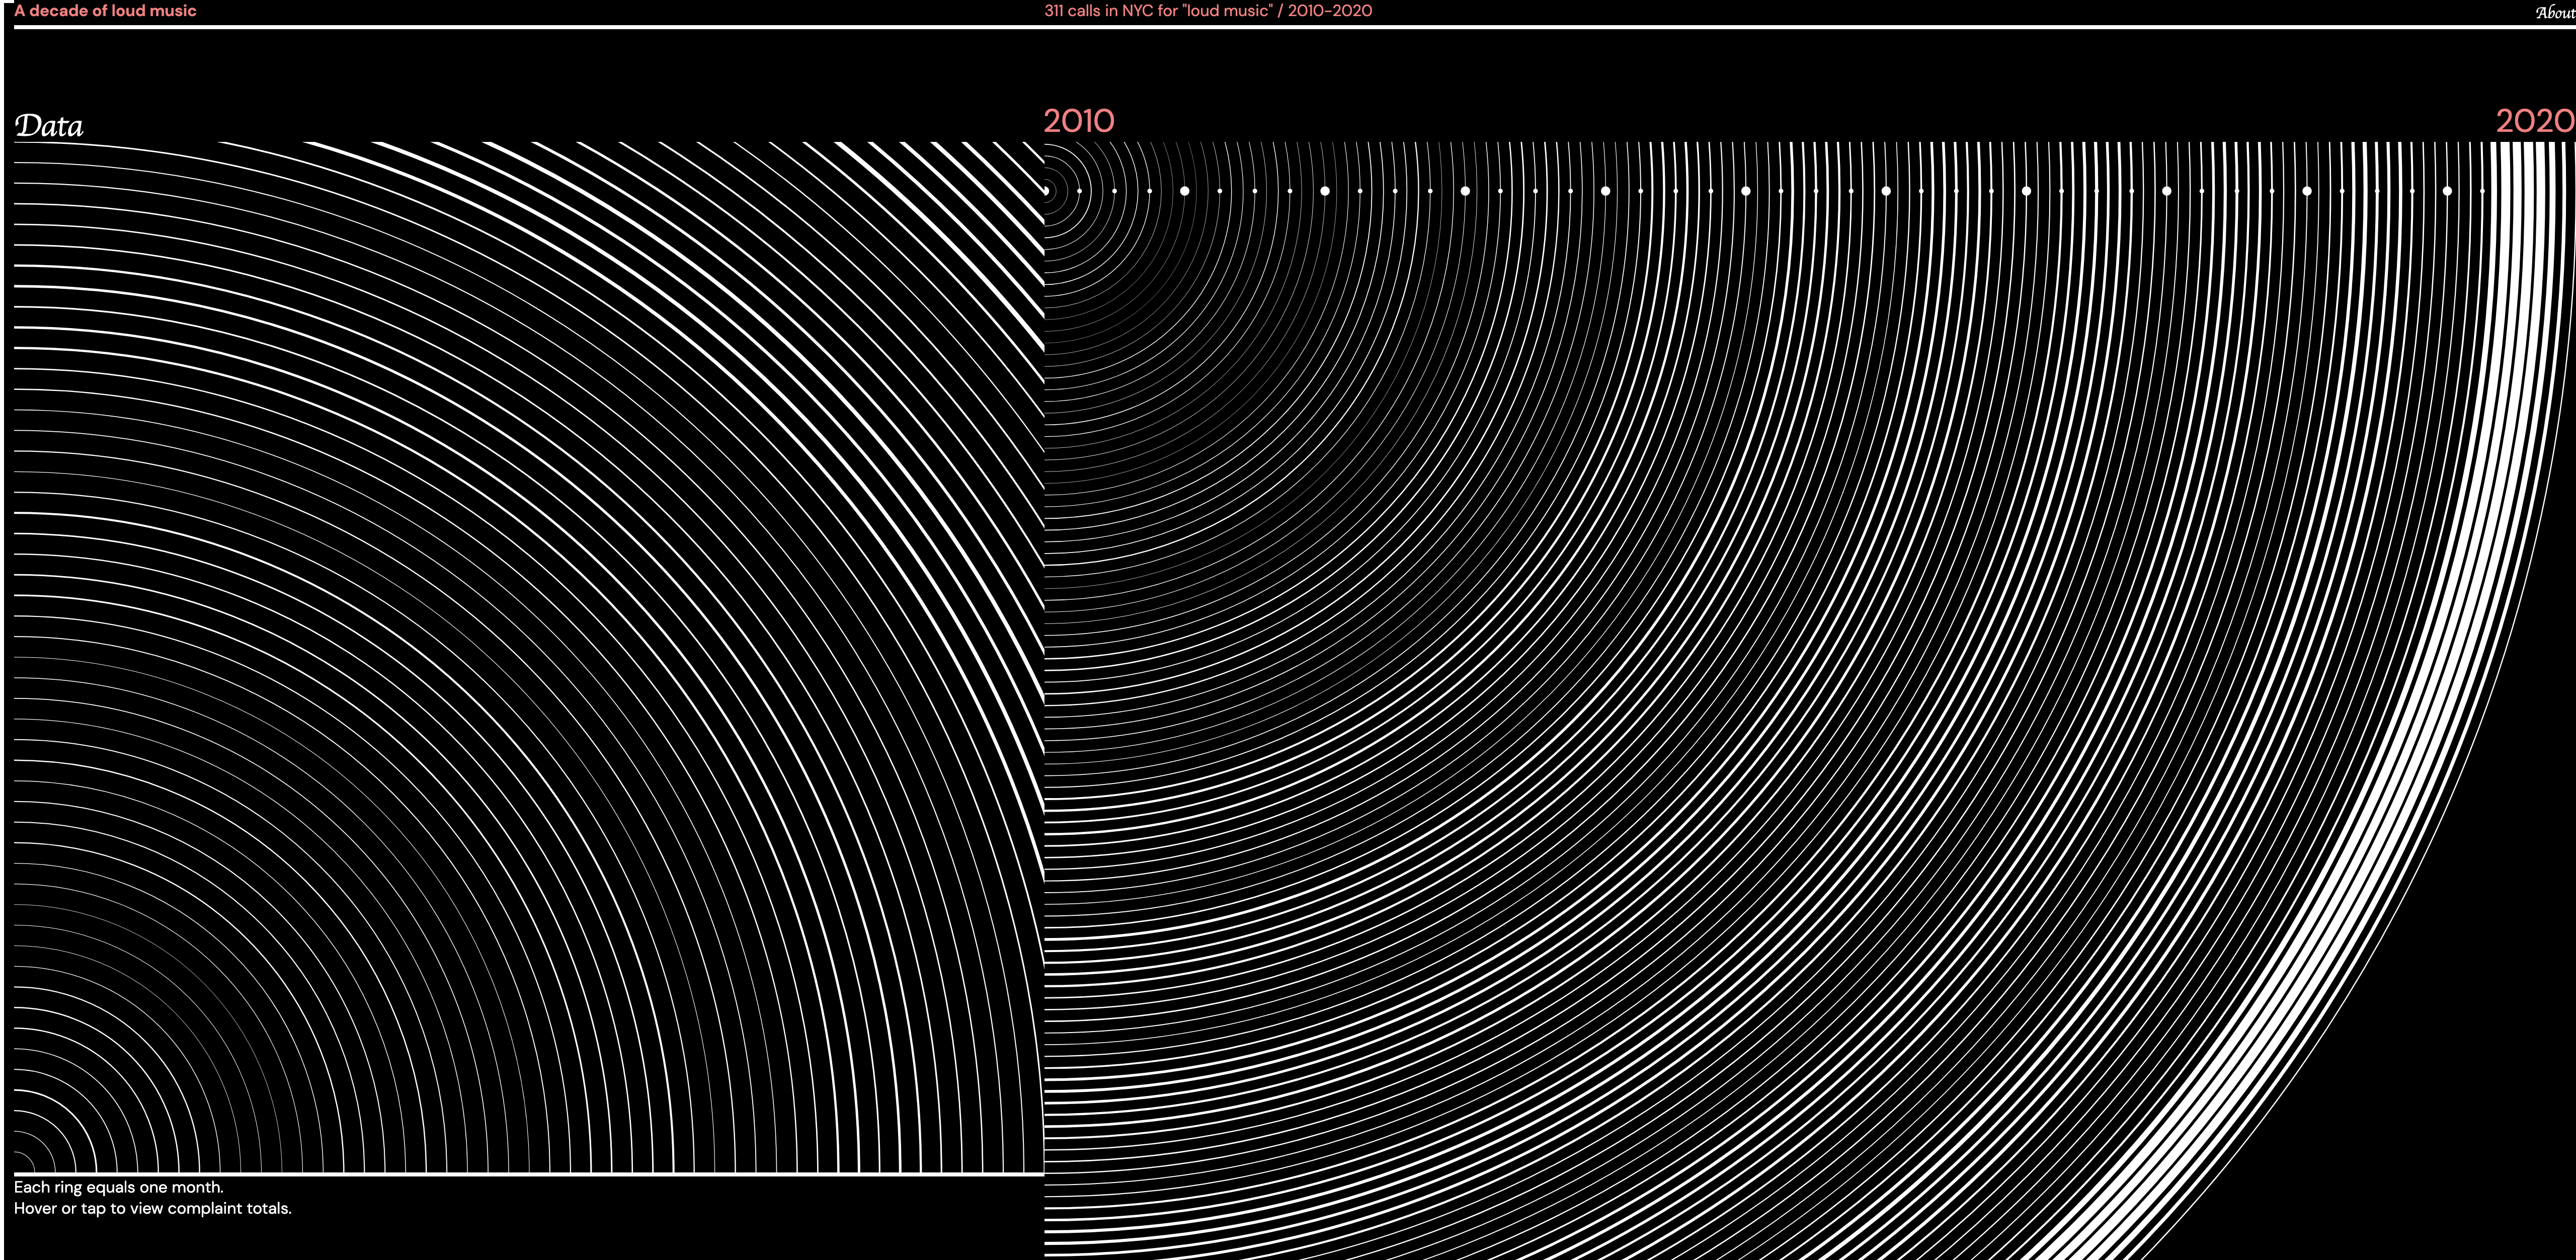 A decade of loud music
311 calls in NYC for "loud music" / 2010-2020
About
Data
2010
2020
Each ring equals one month.
Hover or tap to view complaint totals.